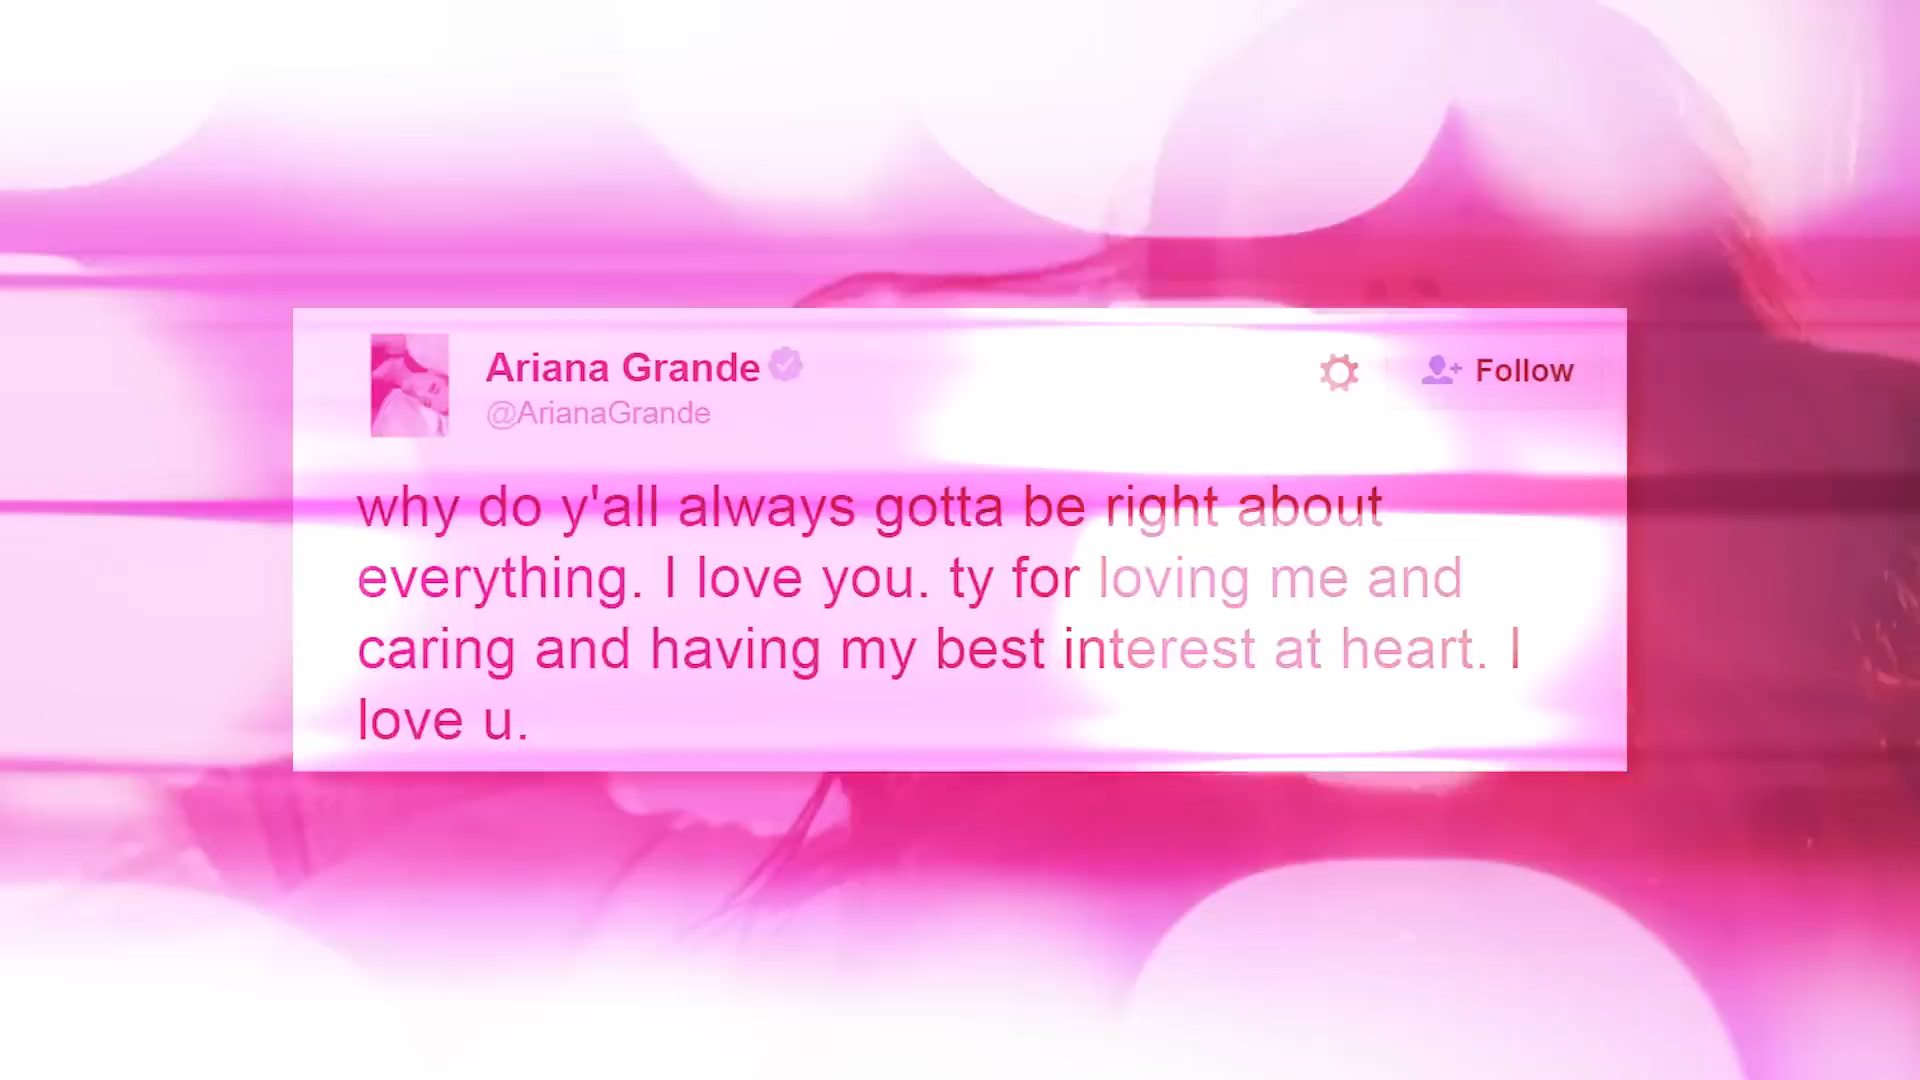 Ariana Grande
@ArianaGrande
Follow
why do y'all always gotta be right about
everything. I love you. ty for loving me and
caring and having my best interest at heart. I
love u.